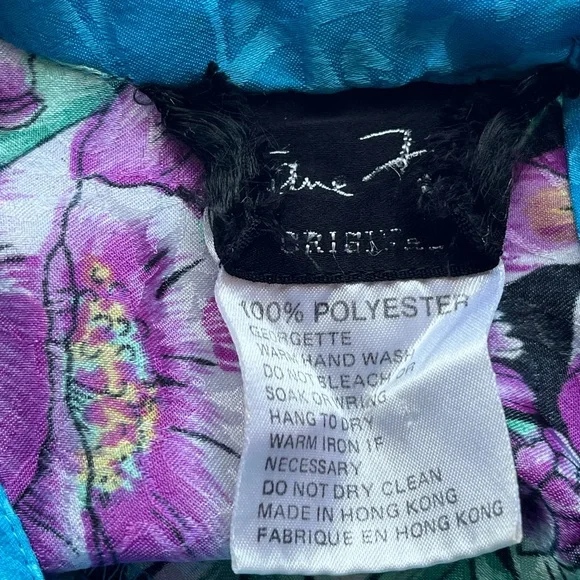 ORIGINALS
100% POLYESTER
GEORGETTE
WARM HAND WASH
DO NOT BLEACH OR
SOAK OR WRING
HANG TO DRY
WARM IRON IF
NECESSARY
DO NOT DRY CLEAN
MADE IN HONG KONG
FABRIQUE EN HONG KONG